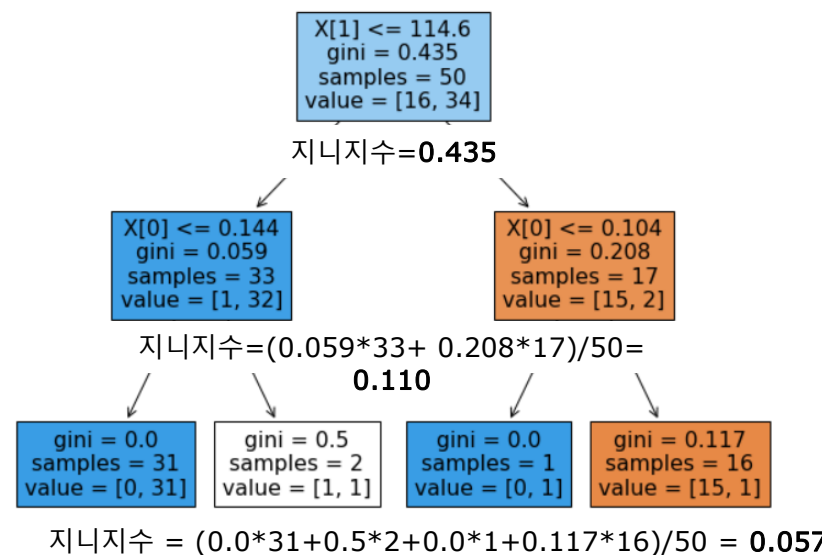 X[1] <= 114.6
gini = 0.435
samples = 50
value = [16, 34]
지니지수=0.435
X[0] <= 0.144
gini = 0.059
samples = 33
value = [1, 32]
X[0] <= 0.104
gini = 0.208
samples = 17
value = [15, 2]
지니지수=(0.059*33+ 0.208*17)/50=
0.110
gini = 0.0
samples = 31
value = [0, 31]
gini = 0.5
samples = 2
value = [1, 1]
gini = 0.0
samples = 1
value = [0, 1]
gini = 0.117
samples = 16
value = [15, 1]
지니지수 = (0.0*31+0.5*2+0.0*1+0.117*16)/50 = 0.057